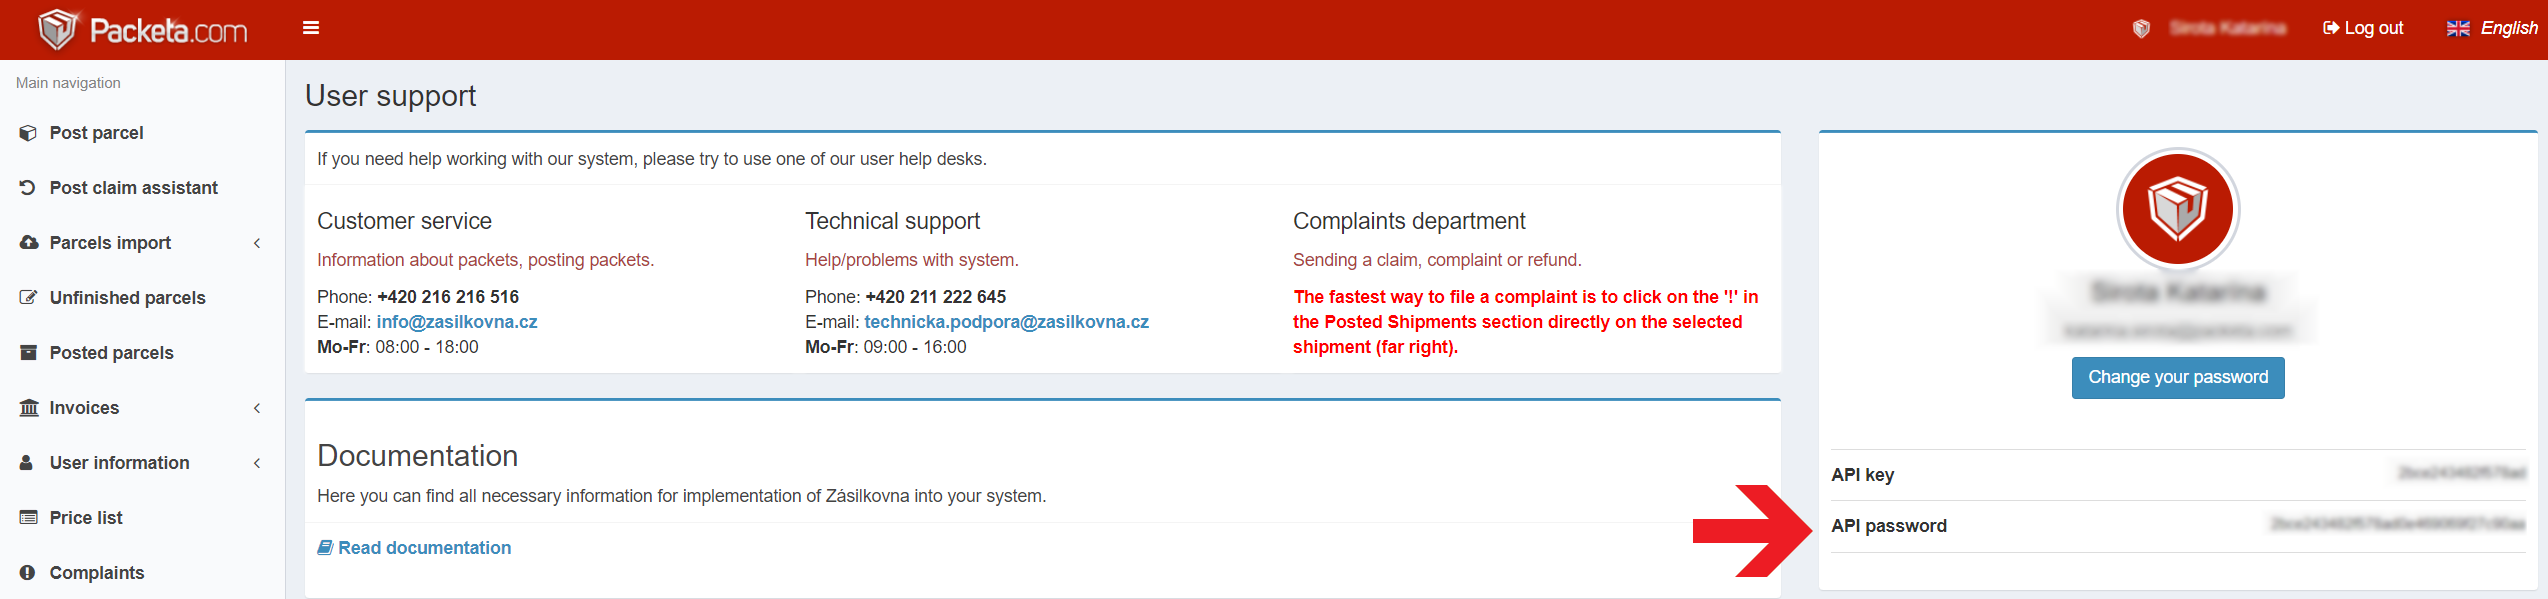 Packeta.com
Log out
English
Main navigation
Post parcel
Post claim assistant
Parcels import
Unfinished parcels
Posted parcels
Invoices
User information
Price list
Complaints
User support
If you need help working with our system, please try to use one of our user help desks.
Customer service
Information about packets, posting packets.
Phone: +420 216 216 516
E-mail: info@zasilkovna.cz
Mo-Fr: 08:00 - 18:00
Technical support
Help/problems with system.
Phone: +420 211 222 645
E-mail: technicka.podpora@zasilkovna.cz
Mo-Fr: 09:00 - 16:00
Complaints department
Sending a claim, complaint or refund.
The fastest way to file a complaint is to click on the '!' in
the Posted Shipments section directly on the selected
shipment (far right).
Documentation
Here you can find all necessary information for implementation of Zásilkovna into your system.
Read documentation
Change your password
API key
API password